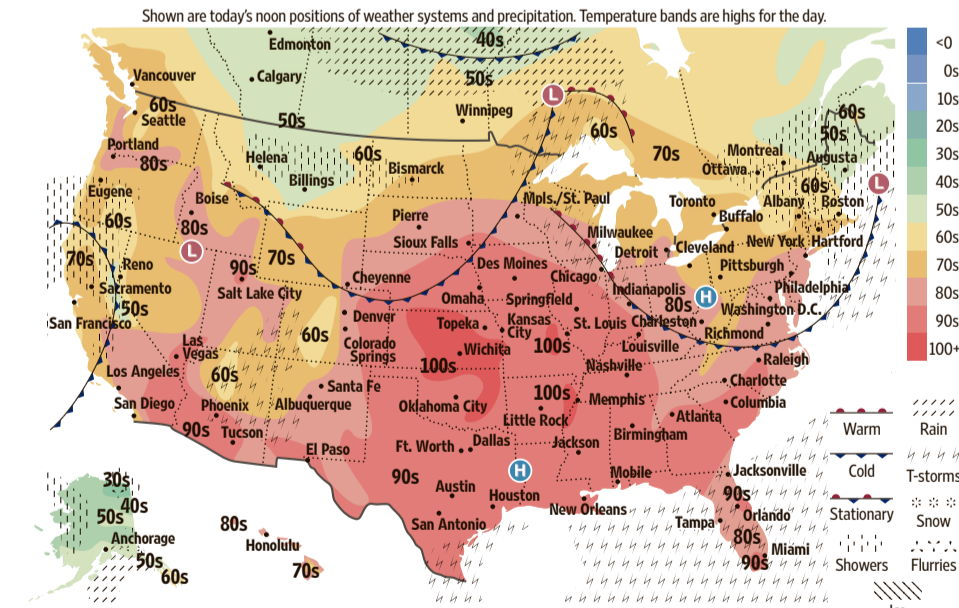 Shown are today's noon positions of weather systems and precipitation. Temperature bands are highs for the day.
Edmonton
40s
<0
Vancouver
Calgary
50s
0s
60s
Seattle
Winnipeg
L
10s
50s
60s
60s
20s
Portland
80s
Helena
60s
70s
Montreal
50s
30s
Billings
Bismarck
Ottawa
Augusta
40s
Eugene
Boise
Mpls./St. Paul
60s
L
60s
80s
Pierre
Toronto
Albany
Boston
50s
Buffalo
L
Sioux Falls
Milwaukee
Detroit
Cleveland
New York
Hartford
60s
70s
Reno
90s
70s
Cheyenne
Des Moines
Chicago
Pittsburgh
70s
Sacramento
Salt Lake City
Omaha
Springfield
Indianapolis
H
Philadelphia
80s
50s
80s
Washington D.C.
San Francisco
Denver
Topeka
Kansas
City
St. Louis
Charleston
Richmond
90s
60s
Colorado
Springs
Wichita
100s
Louisville
100+
Las
Vegas
100s
Nashville
Raleigh
Los Angeles
60s
Santa Fe
100s
Charlotte
San Diego
Phoenix
Albuquerque
Oklahoma City
Little Rock
Memphis
Columbia
Atlanta
90s
Tucson
Birmingham
Warm
Rain
El Paso
Ft. Worth
Dallas
Jackson
90s
H
Mobile
Jacksonville
Cold
T-storms
Austin
Houston
90s
30s
New Orleans
Orlando
Stationary
Snow
40s
50s
80s
San Antonio
Tampa
80s
Anchorage
Honolulu
Miami
50s
60s
70s
90s
Showers
Flurries